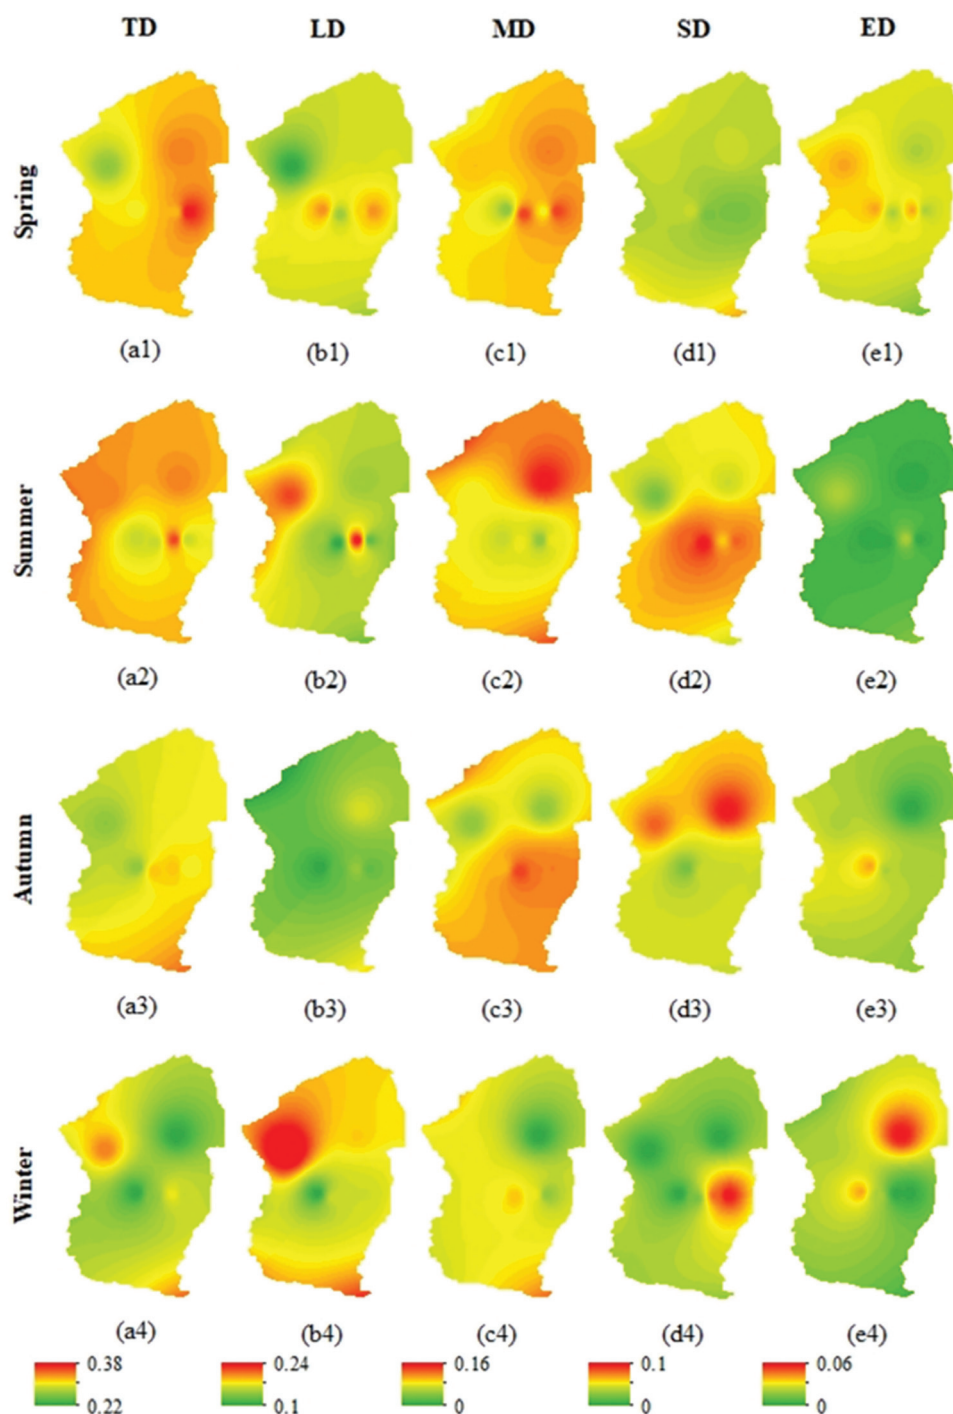 TD LD MD SD ED
Spring
(a1) (b1) (c1) (d1) (e1)
Summer
(a2) (b2) (c2) (d2) (e2)
Autumn
(a3) (b3) (c3) (d3) (e3)
Winter
(a4) (b4) (c4) (d4) (e4)
0.38 0.24 0.16 0.1 0.06
0.22 0.1 0 0 0